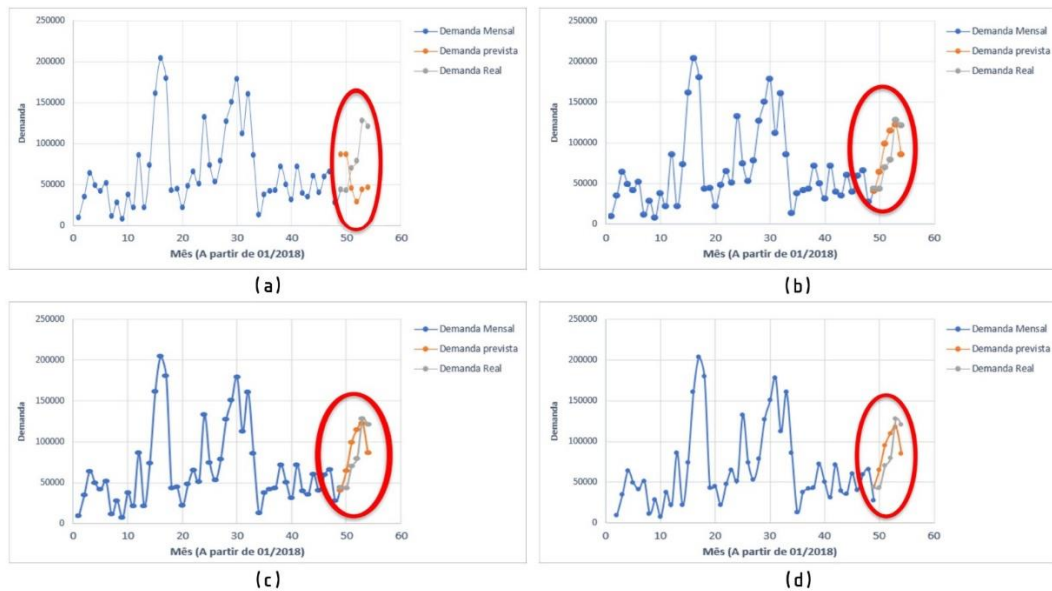 250000
200000
150000
100000
50000
0
Demanda
0 10 20 30 40 50 60
Mês (A partir de 01/2018)
Demanda Mensal
Demanda prevista
Demanda Real
(a)
250000
200000
150000
100000
50000
0
Demanda
0 10 20 30 40 50 60
Mês (A partir de 01/2018)
Demanda Mensal
Demanda prevista
Demanda Real
(b)
250000
200000
150000
100000
50000
0
Demanda
0 10 20 30 40 50 60
Mês (A partir de 01/2018)
Demanda Mensal
Demanda prevista
Demanda Real
(c)
250000
200000
150000
100000
50000
0
Demanda
0 10 20 30 40 50 60
Mês (A partir de 01/2018)
Demanda Mensal
Demanda prevista
Demanda Real
(d)